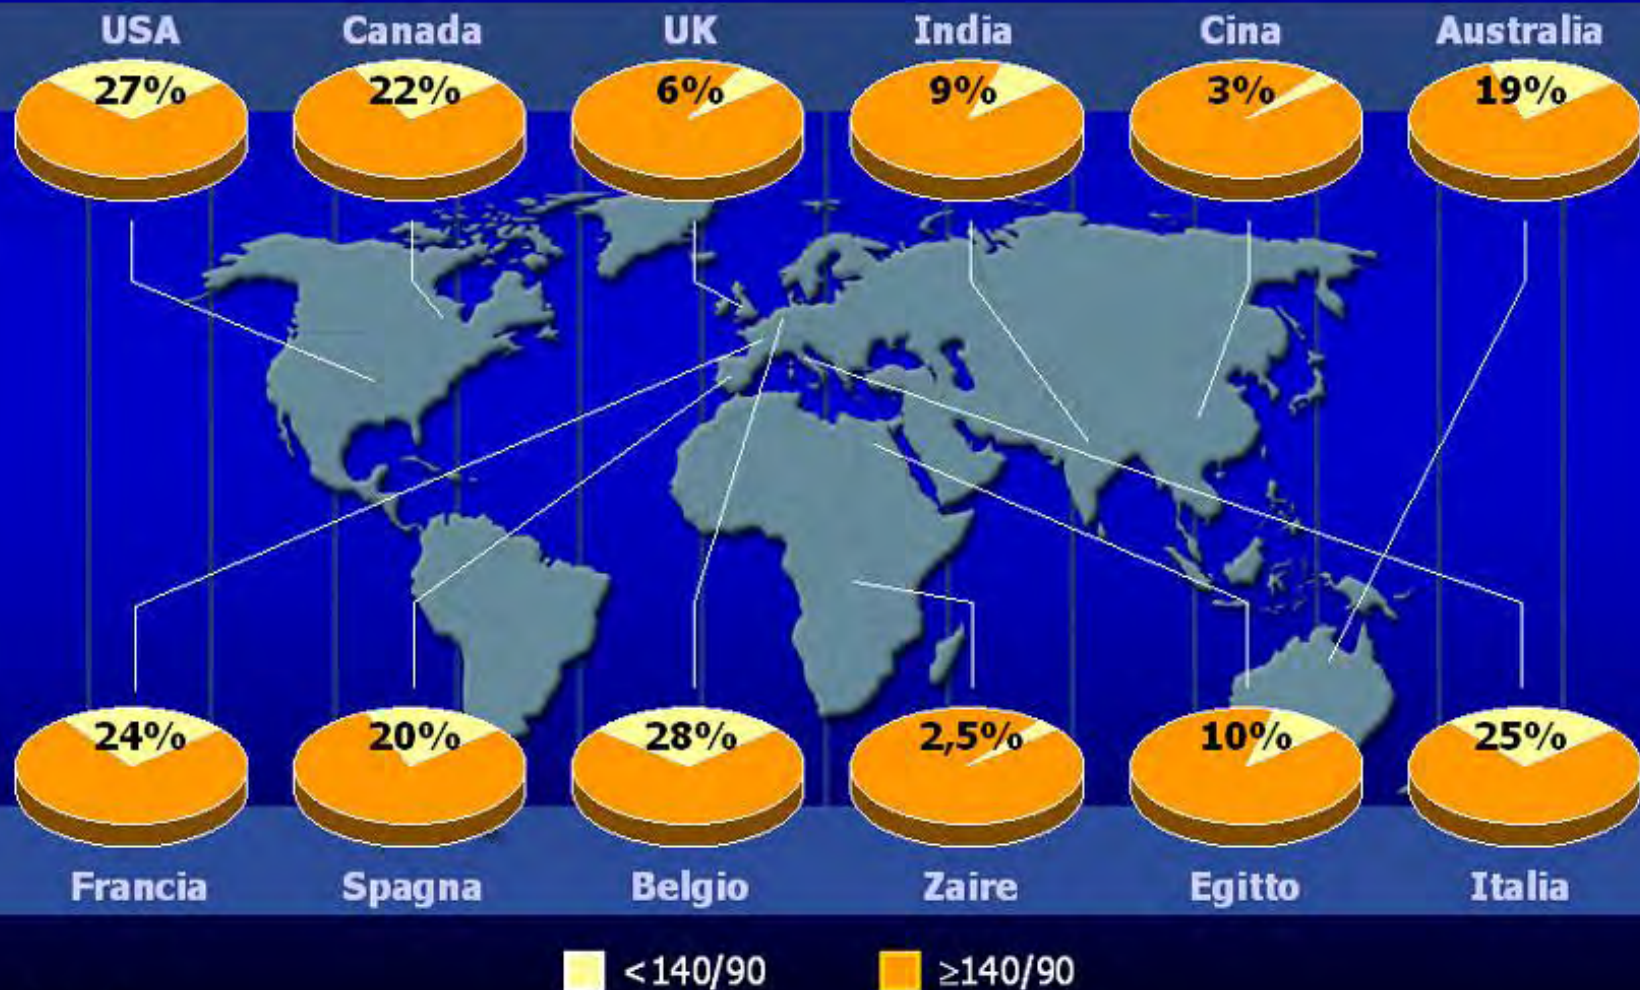 USA Canada UK India Cina Australia
27% 22% 6% 9% 3% 19%
24% 20% 28% 2,5% 10% 25%
Francia Spagna Belgio Zaire Egitto Italia
<140/90 ≥140/90